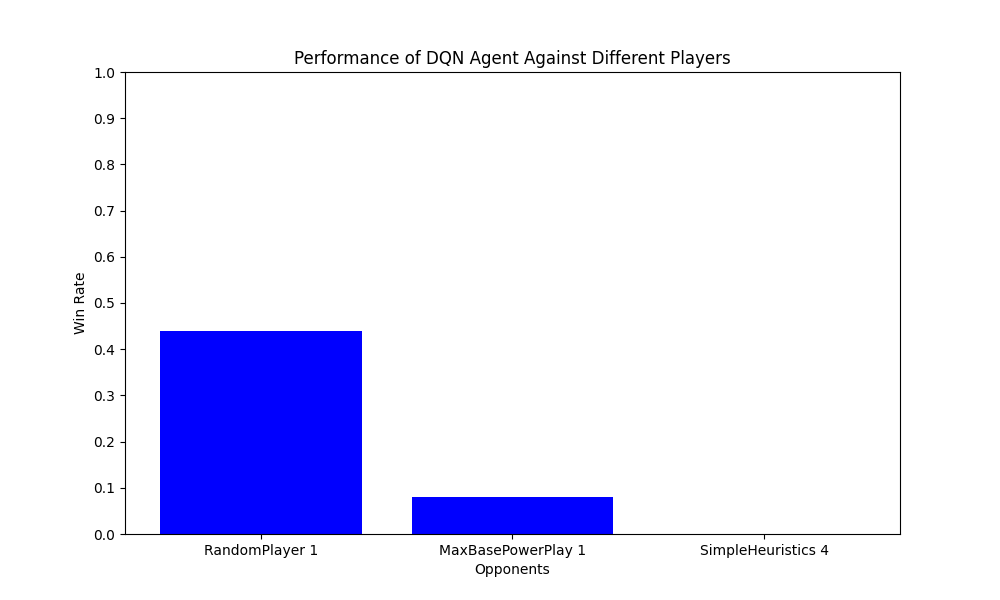 Performance of DQN Agent Against Different Players
1.0
0.9
0.8
0.7
0.6
0.5
0.4
0.3
0.2
0.1
0.0
Win Rate
RandomPlayer 1
MaxBasePowerPlay 1
SimpleHeuristics 4
Opponents